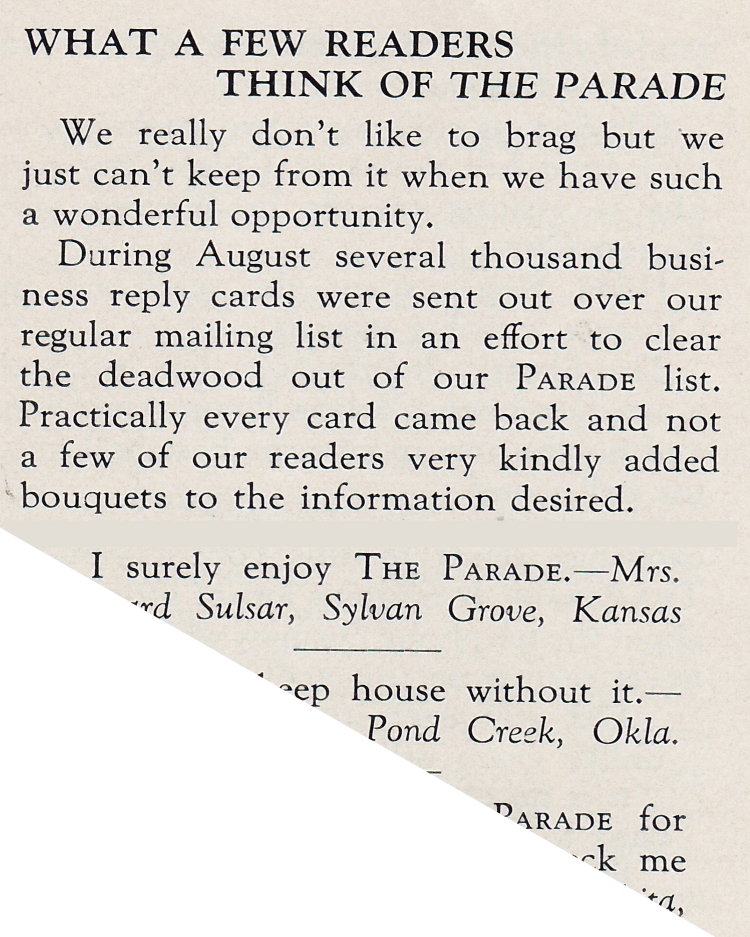 WHAT A FEW READERS
THINK OF THE PARADE
We really don't like to brag but we
just can't keep from it when we have such
a wonderful opportunity.
During August several thousand busi-
ness reply cards were sent out over our
regular mailing list in an effort to clear
the deadwood out of our PARADE list.
Practically every card came back and not
a few of our readers very kindly added
bouquets to the information desired.
I surely enjoy THE PARADE.—Mrs.
Sulsar, Sylvan Grove, Kansas
house without it.—
Pond Creek, Okla.
PARADE for
me